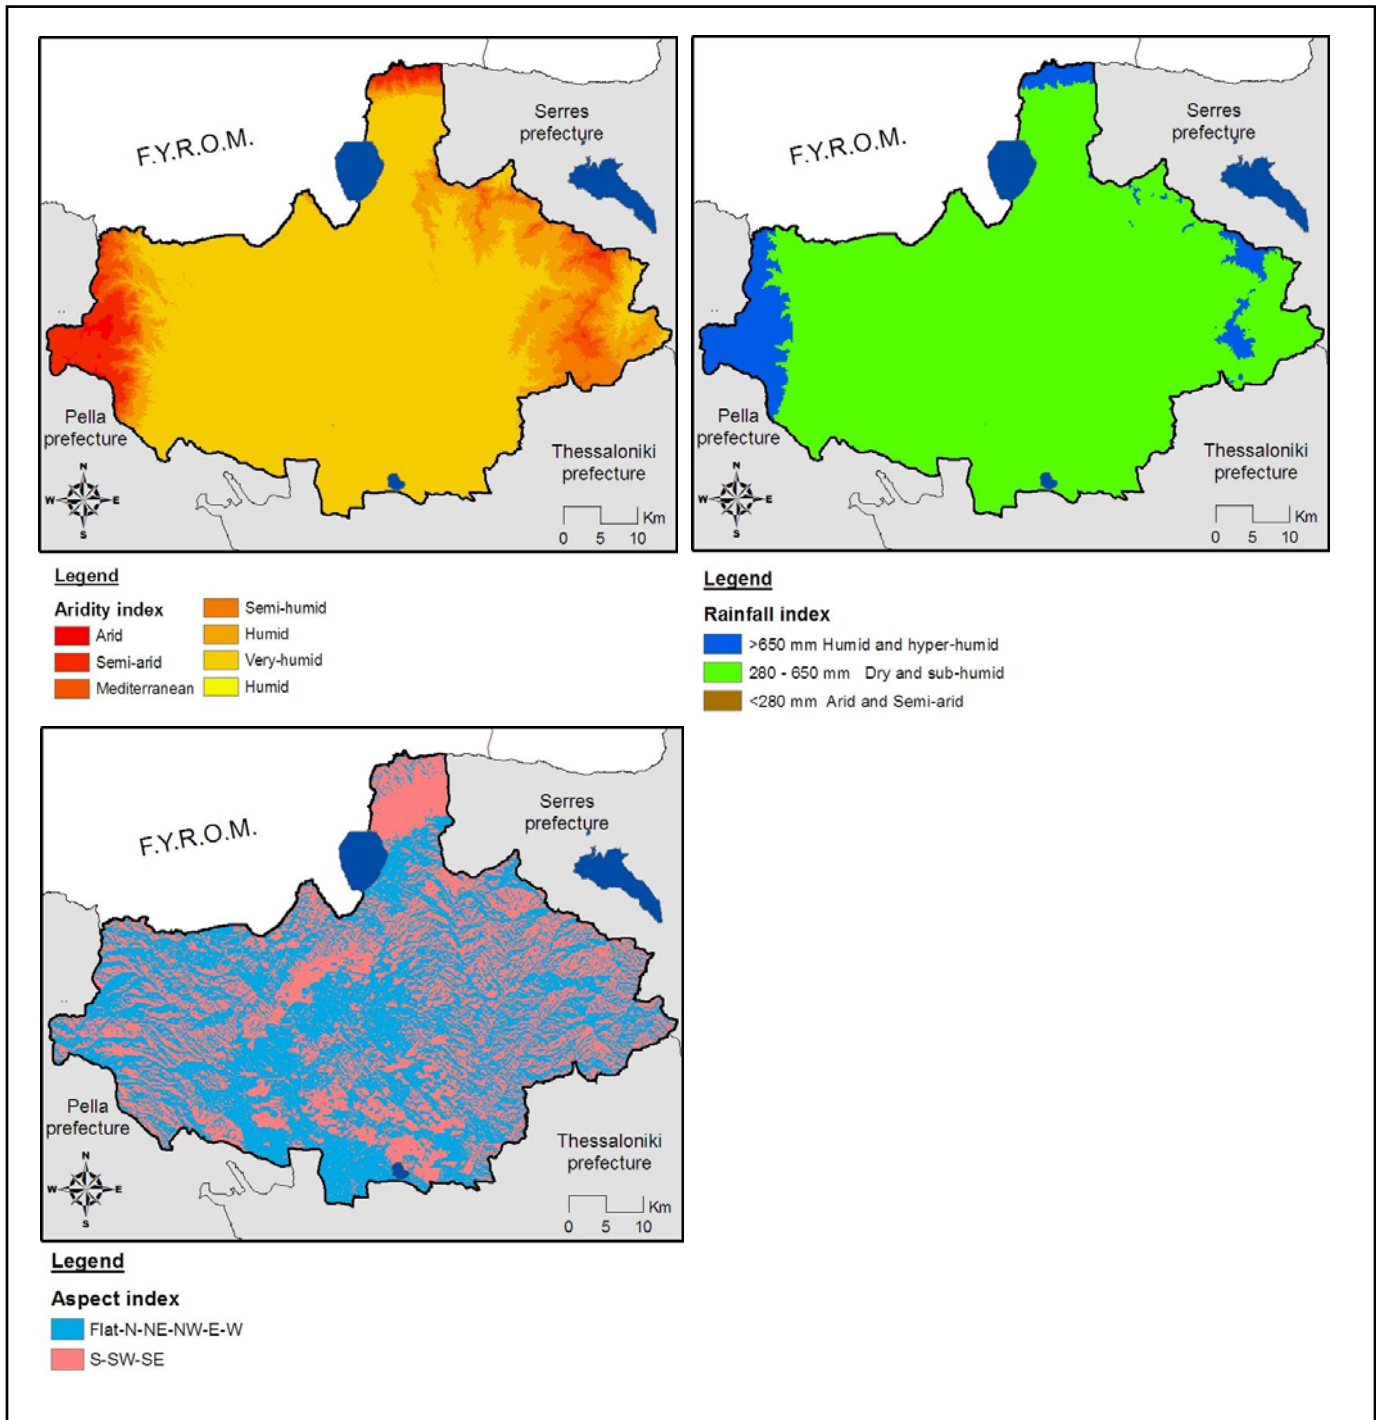 F.Y.R.O.M.
Serres
prefecture
Pella
prefecture
Thessaloniki
prefecture
N
W E
S
Km
0 5 10
Legend
Aridity index
Arid
Semi-arid
Mediterranean
Semi-humid
Humid
Very-humid
Humid
F.Y.R.O.M.
Serres
prefecture
Pella
prefecture
Thessaloniki
prefecture
N
W E
S
Km
0 5 10
Legend
Rainfall index
>650 mm Humid and hyper-humid
280 - 650 mm Dry and sub-humid
<280 mm Arid and Semi-arid
F.Y.R.O.M.
Serres
prefecture
Pella
prefecture
Thessaloniki
prefecture
N
W E
S
Km
0 5 10
Legend
Aspect index
Flat-N-NE-NW-E-W
S-SW-SE